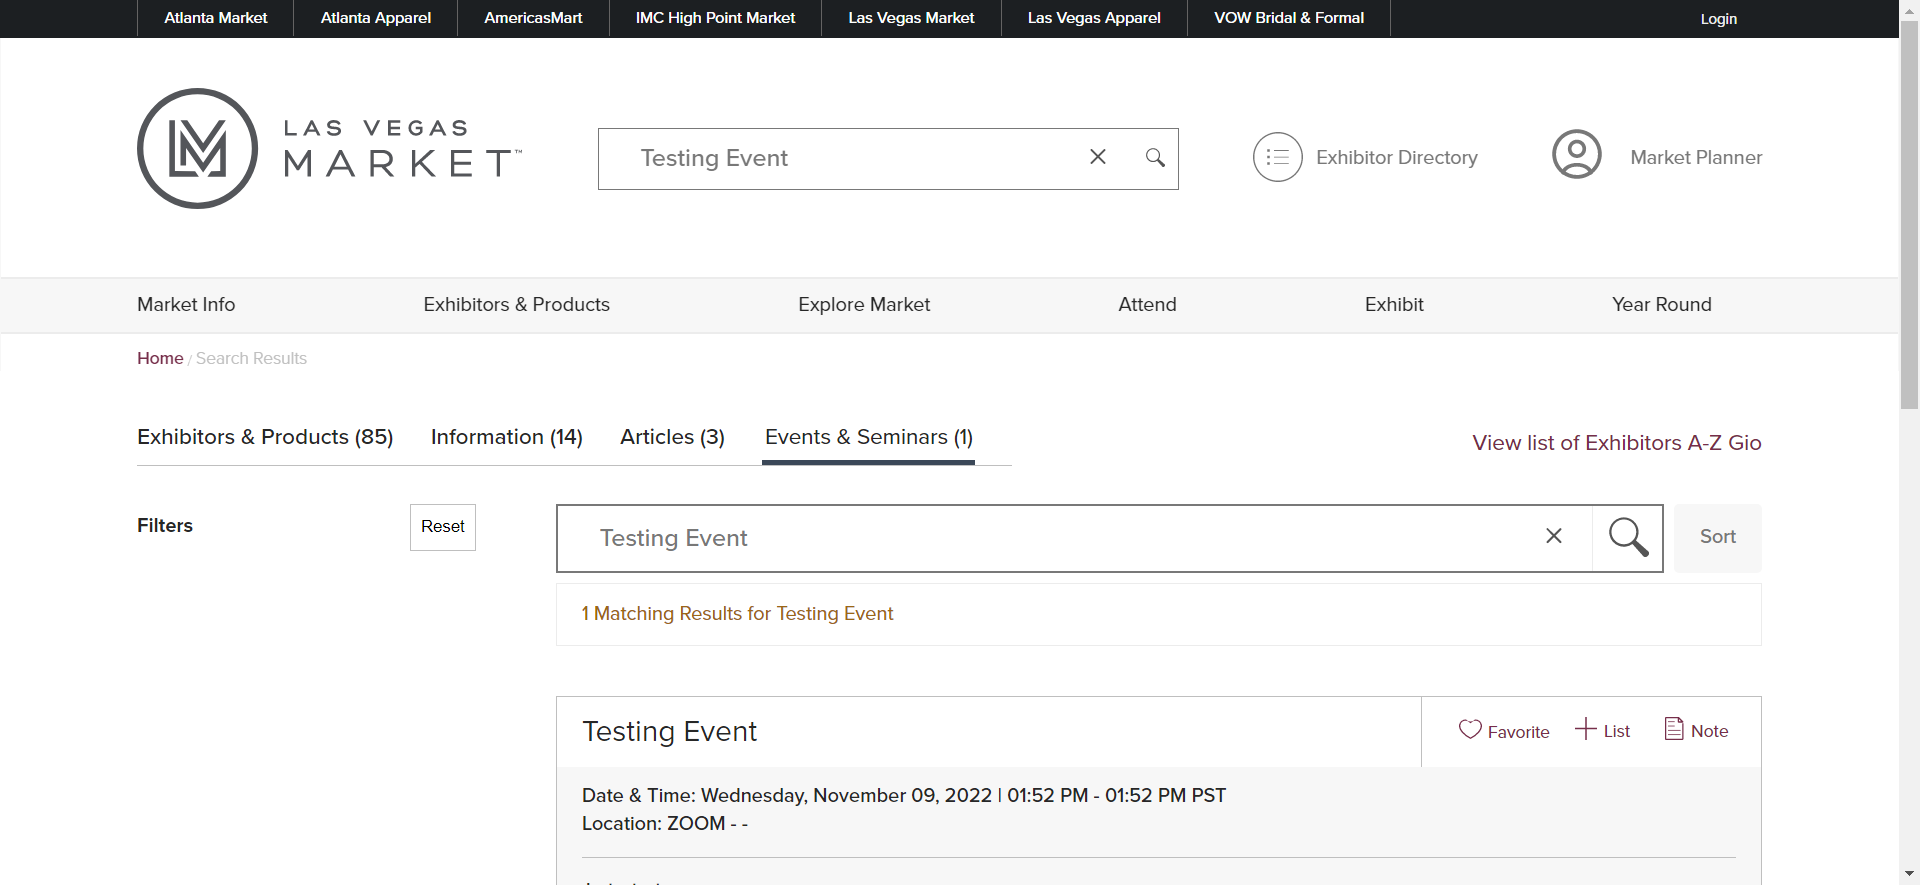 Atlanta Market Atlanta Apparel AmericasMart IMC High Point Market Las Vegas Market Las Vegas Apparel VOW Bridal & Formal Login
LAS VEGAS
MARKET™
Testing Event
Exhibitor Directory
Market Planner
Market Info Exhibitors & Products Explore Market Attend Exhibit Year Round
Home / Search Results
Exhibitors & Products (85) Information (14) Articles (3) Events & Seminars (1)
View list of Exhibitors A-Z Gio
Filters
Reset
Testing Event
Sort
1 Matching Results for Testing Event
Testing Event
Favorite List Note
Date & Time: Wednesday, November 09, 2022 | 01:52 PM - 01:52 PM PST
Location: ZOOM - -